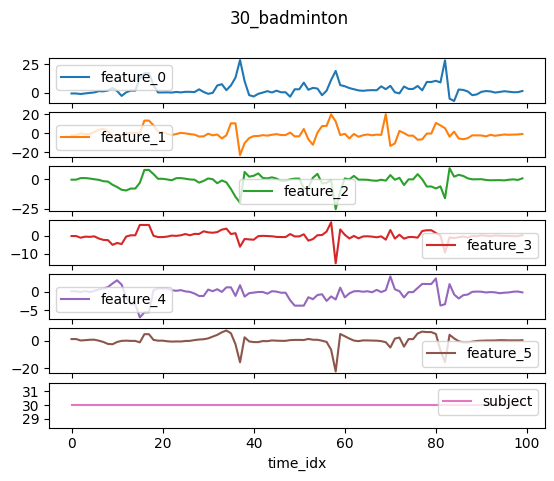 30_badminton
25
0
feature_0
20
0
−20
feature_1
0
−25
feature_2
0
−10
feature_3
0
−5
feature_4
0
−20
feature_5
31
30
29
subject
0 20 40 60 80 100
time_idx